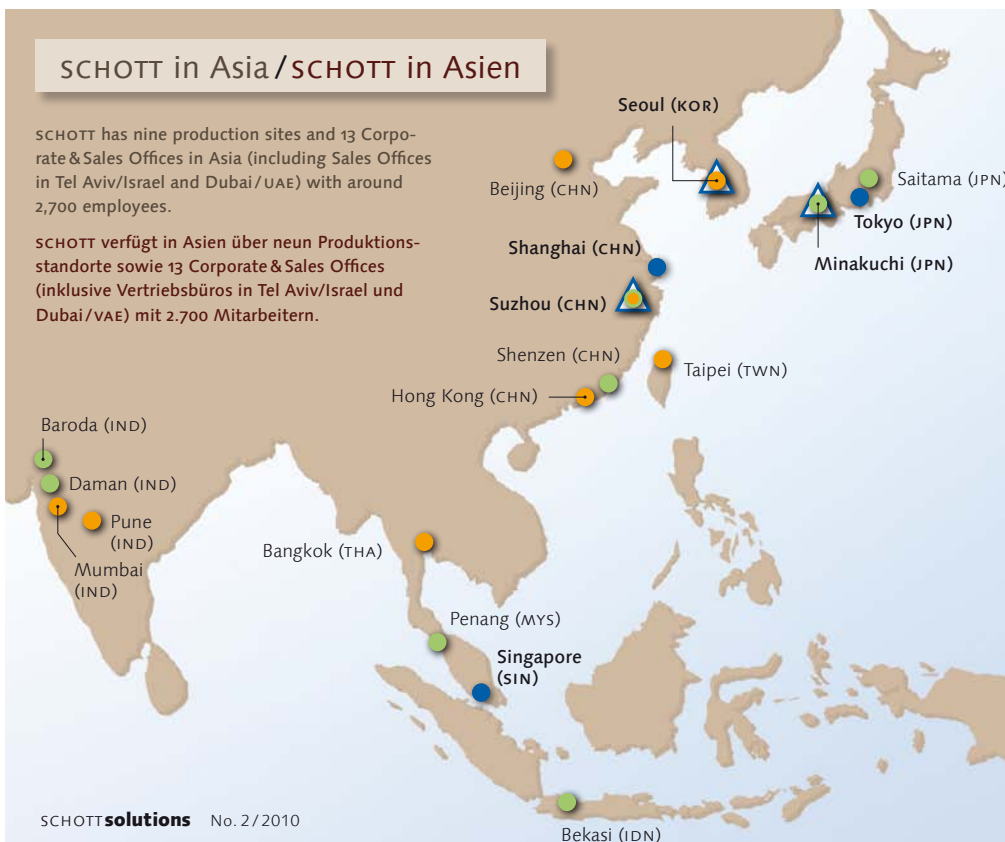 SCHOTT in Asia / SCHOTT in Asien
SCHOTT has nine production sites and 13 Corpo-
rate & Sales Offices in Asia (including Sales Offices
in Tel Aviv/Israel and Dubai/UAE) with around
2,700 employees.
SCHOTT verfügt in Asien über neun Produktions-
standorte sowie 13 Corporate & Sales Offices
(inklusive Vertriebsbüros in Tel Aviv/Israel und
Dubai/VAE) mit 2.700 Mitarbeitern.
Seoul (KOR)
Beijing (CHN)
Saitama (JPN)
Tokyo (JPN)
Shanghai (CHN)
Minakuchi (JPN)
Suzhou (CHN)
Shenzen (CHN)
Taipei (TWN)
Hong Kong (CHN)
Baroda (IND)
Daman (IND)
Pune
(IND)
Mumbai
(IND)
Bangkok (THA)
Penang (MYS)
Singapore
(SIN)
SCHOTT solutions No. 2/2010
Bekasi (IDN)